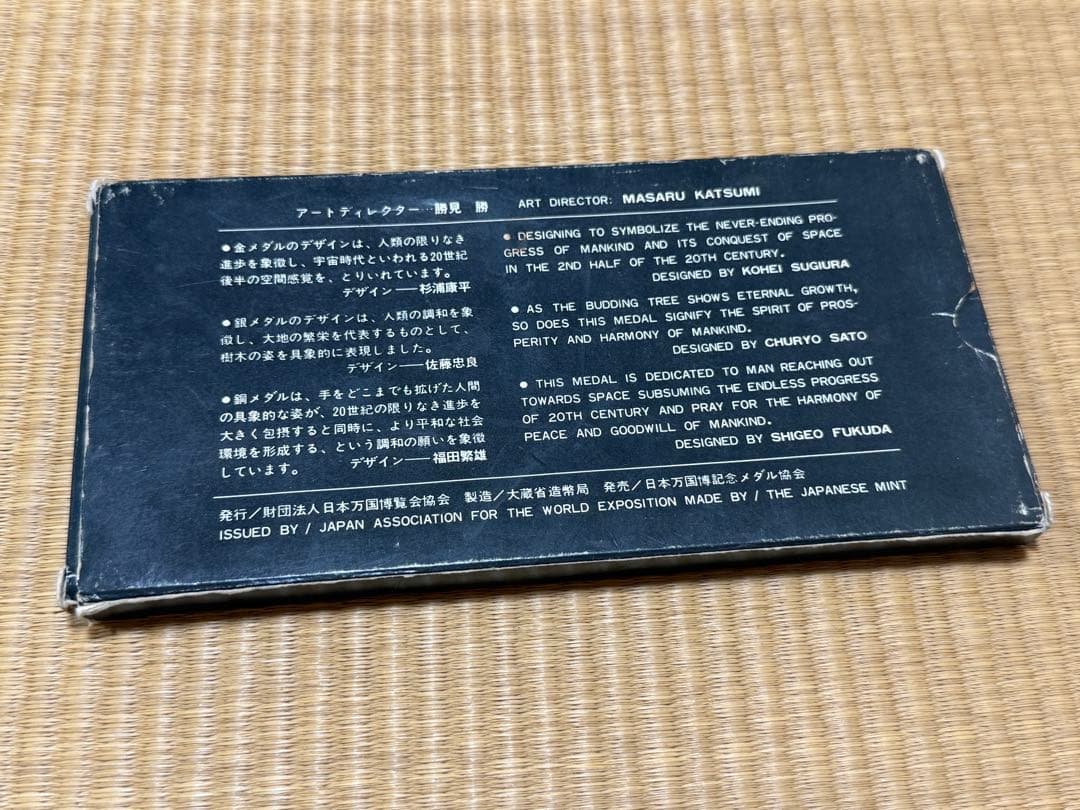 アートディレクター…勝見 勝 ART DIRECTOR: MASARU KATSUMI
●金メダルのデザインは、人類の限りなき
進歩を象徴し、宇宙時代といわれる20世紀
後半の空間感覚を、とりいれています。
デザイン——杉浦康平
●銀メダルのデザインは、人類の調和を象
徴し、大地の繁栄を代表するものとして、
樹木の姿を具象的に表現しました。
デザイン——佐藤忠良
●銅メダルは、手をどこまでも拡げた人間
の具象的な姿が、20世紀の限りなき進歩を
大きく包摂すると同時に、より平和な社会
環境を形成する、という調和の願いを象徴
しています。 デザイン——福田繁雄
● DESIGNING TO SYMBOLIZE THE NEVER-ENDING PRO-
GRESS OF MANKIND AND ITS CONQUEST OF SPACE
IN THE 2ND HALF OF THE 20TH CENTURY.
DESIGNED BY KOHEI SUGIURA
● AS THE BUDDING TREE SHOWS ETERNAL GROWTH,
SO DOES THIS MEDAL SIGNIFY THE SPIRIT OF PROS-
PERITY AND HARMONY OF MANKIND.
DESIGNED BY CHURYO SATO
● THIS MEDAL IS DEDICATED TO MAN REACHING OUT
TOWARDS SPACE SUBSUMING THE ENDLESS PROGRESS
OF 20TH CENTURY AND PRAY FOR THE HARMONY OF
PEACE AND GOODWILL OF MANKIND.
DESIGNED BY SHIGEO FUKUDA
発行／財団法人日本万国博覧会協会 製造／大蔵省造幣局 発売／日本万国博記念メダル協会
ISSUED BY / JAPAN ASSOCIATION FOR THE WORLD EXPOSITION MADE BY / THE JAPANESE MINT